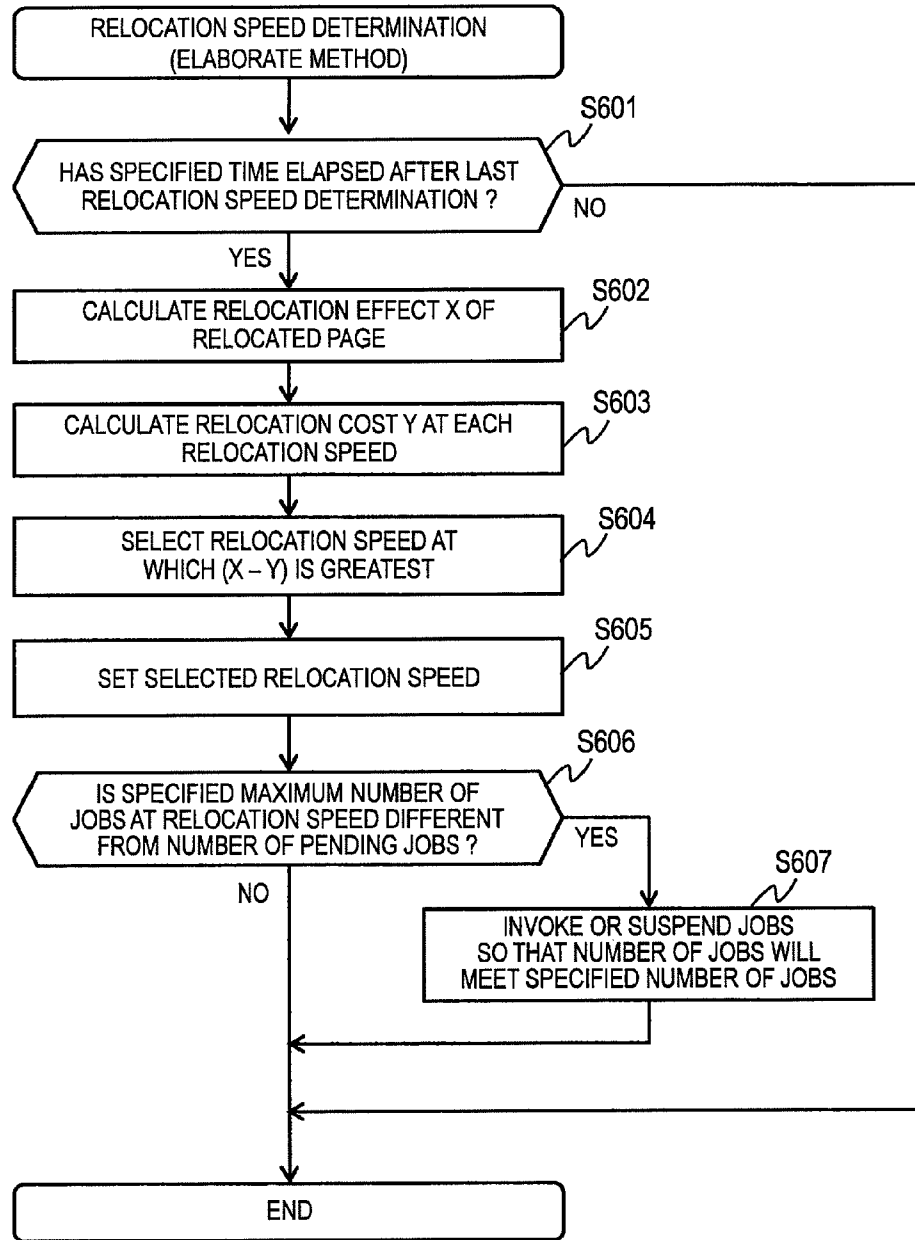 RELOCATION SPEED DETERMINATION
(ELABORATE METHOD)
S601
HAS SPECIFIED TIME ELAPSED AFTER LAST
RELOCATION SPEED DETERMINATION ?
NO
YES
S602
CALCULATE RELOCATION EFFECT X OF
RELOCATED PAGE
S603
CALCULATE RELOCATION COST Y AT EACH
RELOCATION SPEED
S604
SELECT RELOCATION SPEED AT
WHICH (X – Y) IS GREATEST
S605
SET SELECTED RELOCATION SPEED
S606
IS SPECIFIED MAXIMUM NUMBER OF
JOBS AT RELOCATION SPEED DIFFERENT
FROM NUMBER OF PENDING JOBS ?
YES
NO
S607
INVOKE OR SUSPEND JOBS
SO THAT NUMBER OF JOBS WILL
MEET SPECIFIED NUMBER OF JOBS
END